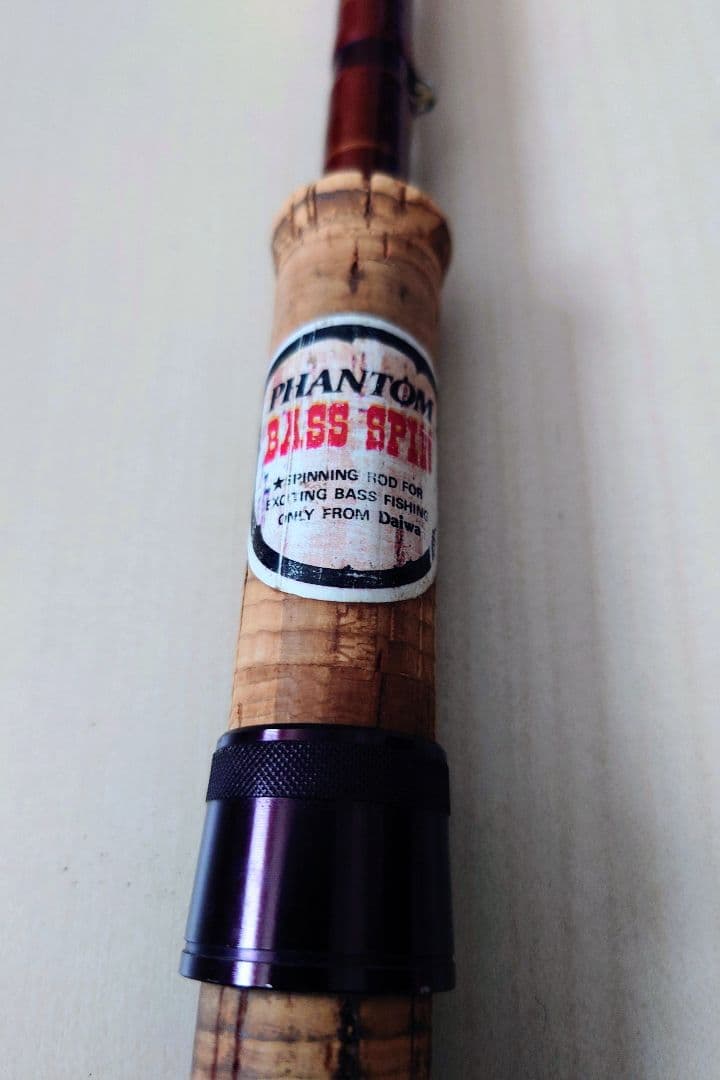 PHANTOM
BASS SPIN
★SPINNING ROD FOR
EXCITING BASS FISHING
ONLY FROM Daiwa